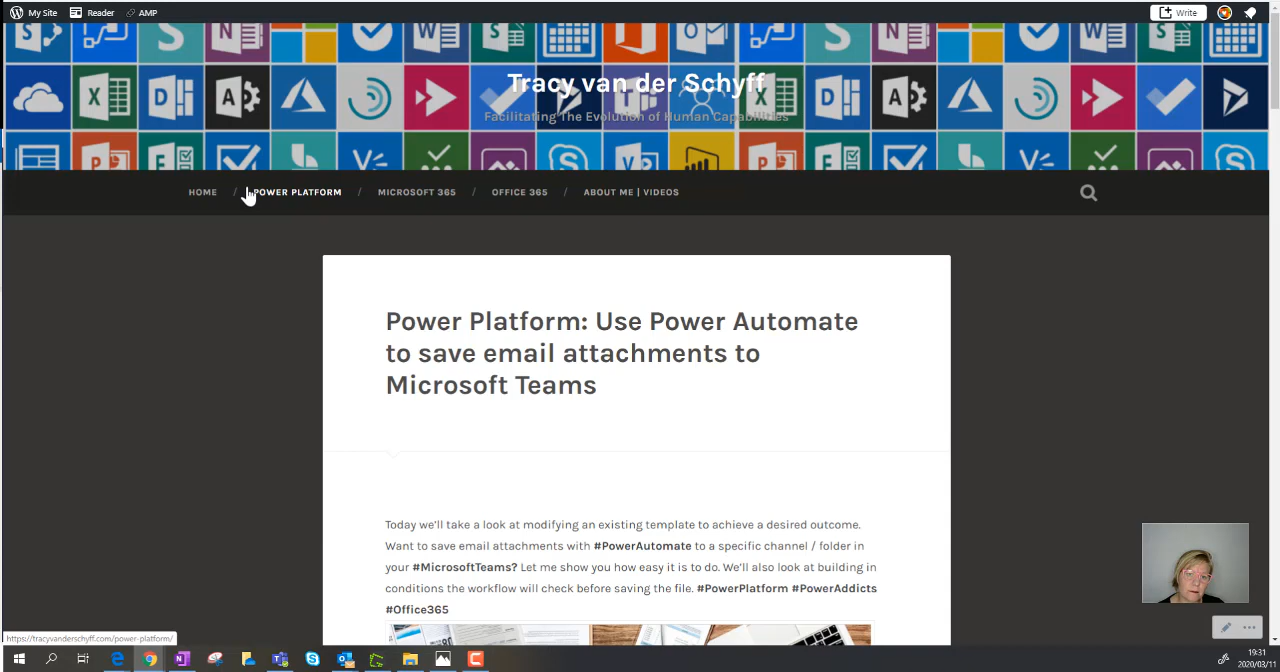 My Site Reader AMP Write
Tracy van der Schyff
Facilitating The Evolution of Human Capabilities
HOME / POWER PLATFORM / MICROSOFT 365 / OFFICE 365 / ABOUT ME | VIDEOS
Power Platform: Use Power Automate
to save email attachments to
Microsoft Teams
Today we'll take a look at modifying an existing template to achieve a desired outcome.
Want to save email attachments with #PowerAutomate to a specific channel / folder in
your #MicrosoftTeams? Let me show you how easy it is to do. We'll also look at building in
conditions the workflow will check before saving the file. #PowerPlatform #PowerAddicts
#Office365
https://tracyvanderschyff.com/power-platform/
19:31
2020/03/11